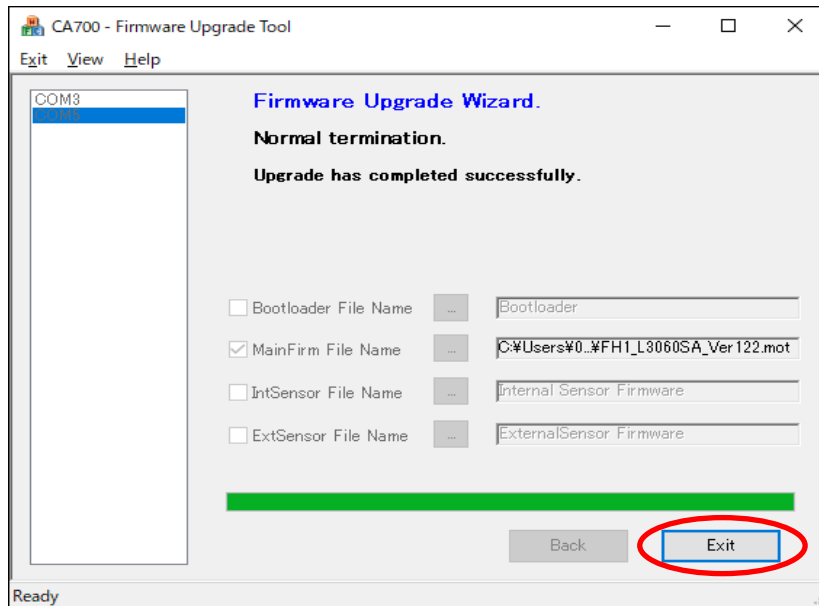 CA700 - Firmware Upgrade Tool
Exit View Help
COM3
COM5
Firmware Upgrade Wizard.
Normal termination.
Upgrade has completed successfully.
Bootloader File Name ... Bootloader
MainFirm File Name ... C:¥Users¥0...¥FH1_L3060SA_Ver122.mot
IntSensor File Name ... Internal Sensor Firmware
ExtSensor File Name ... ExternalSensor Firmware
Back Exit
Ready